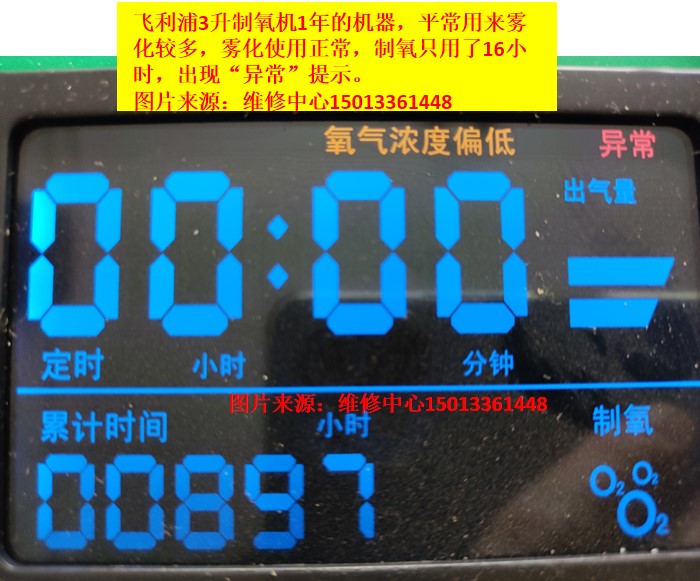 飞利浦3升制氧机1年的机器，平常用来雾
化较多，雾化使用正常，制氧只用了16小
时，出现“异常”提示。
图片来源：维修中心15013361448
氧气浓度偏低 异常
00:00 出气量
定时 小时 分钟
图片来源：维修中心15013361448
累计时间 小时 制氧
00897 O2 O2 O2